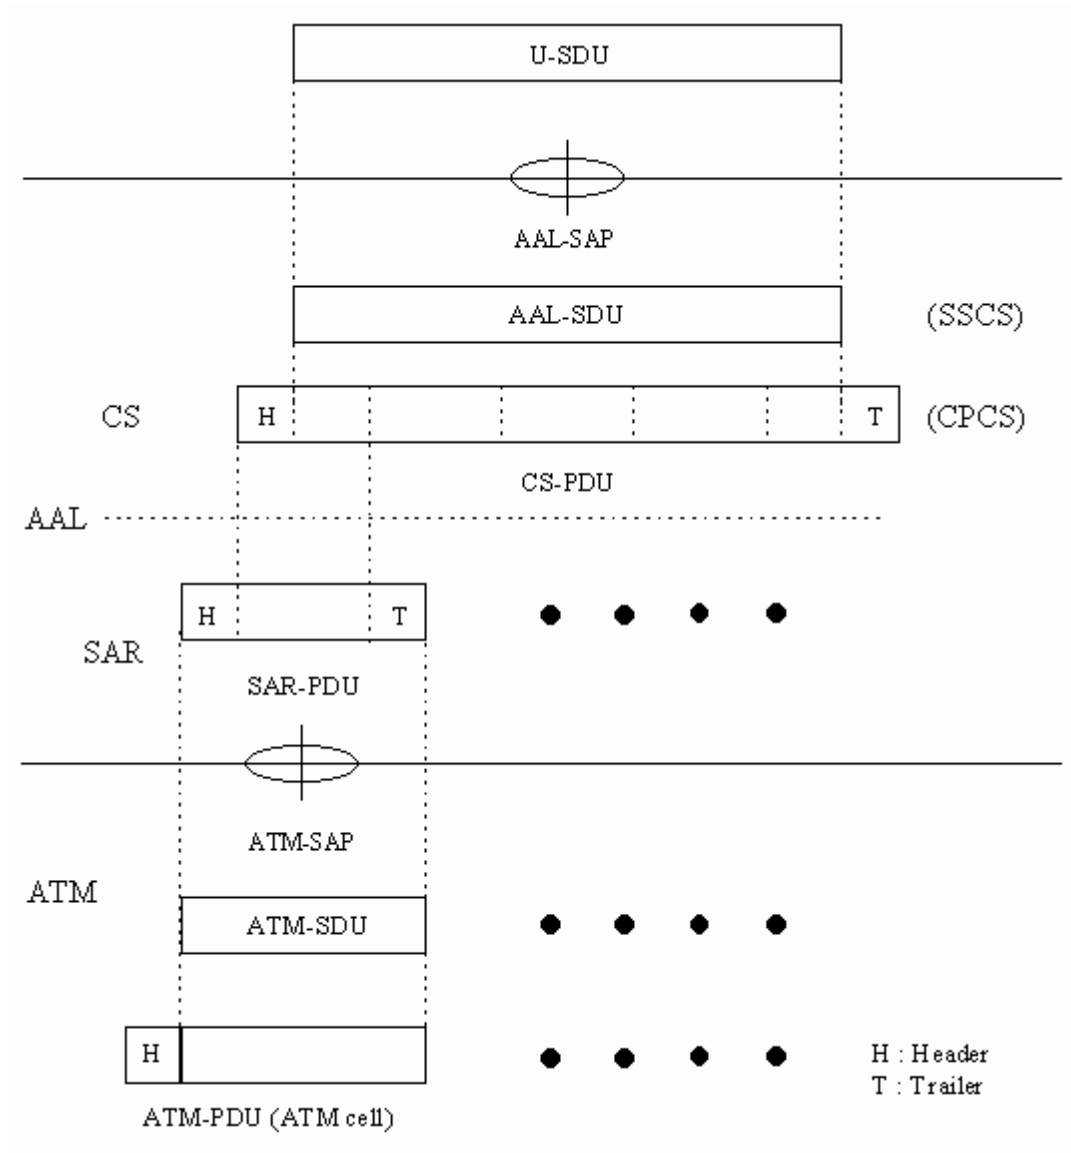 U-SDU
AAL-SAP
AAL-SDU (SSCS)
CS H T (CPCS)
CS-PDU
AAL
H T
SAR
SAR-PDU
ATM-SAP
ATM
ATM-SDU
H
H : Header
T : Trailer
ATM-PDU (ATM cell)